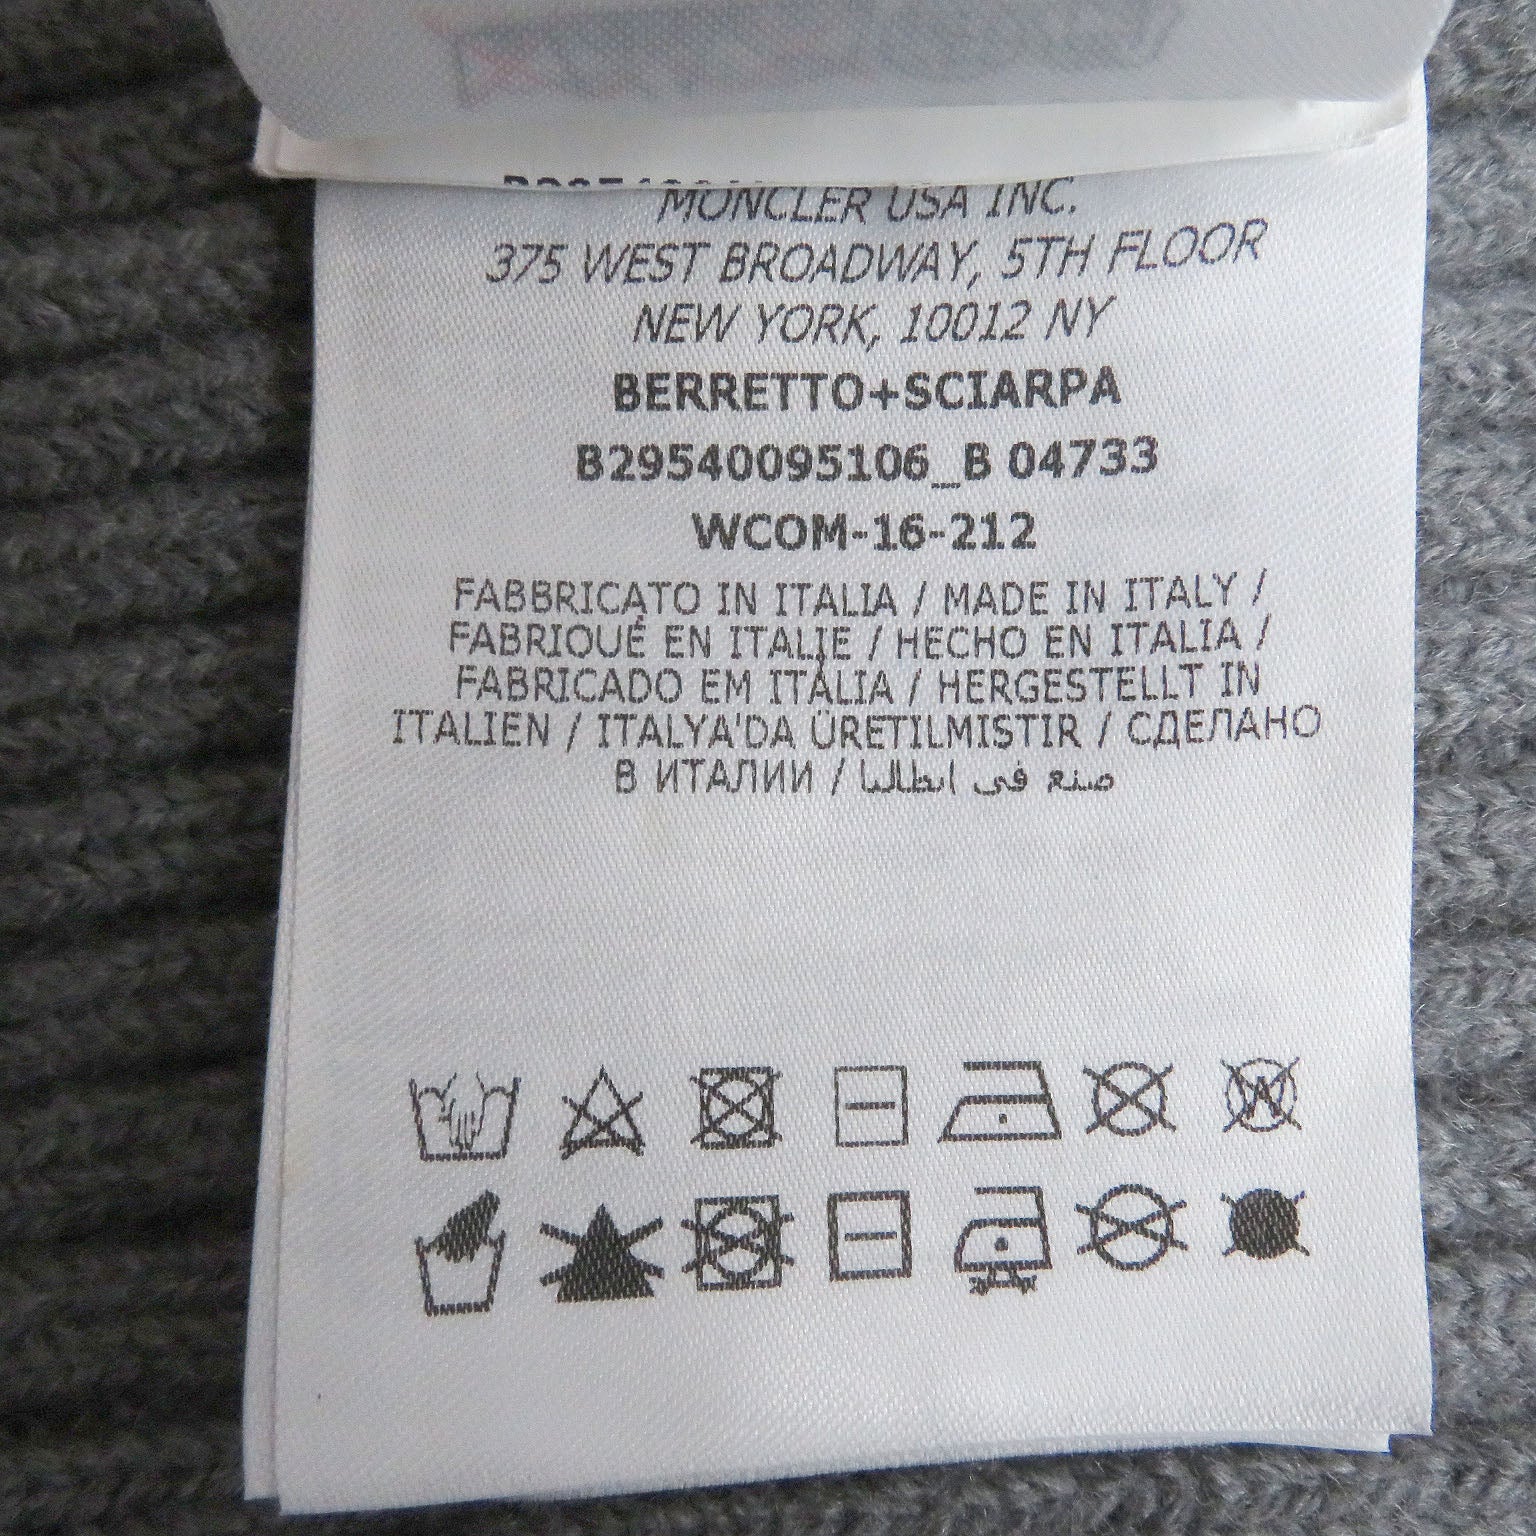 MONCLER USA INC.
375 WEST BROADWAY, 5TH FLOOR
NEW YORK, 10012 NY
BERRETTO+SCIARPA
B29540095106_B 04733
WCOM-16-212
FABBRICATO IN ITALIA / MADE IN ITALY /
FABRIQUÉ EN ITALIE / HECHO EN ITALIA /
FABRICADO EM ITÁLIA / HERGESTELLT IN
ITALIEN / ITALYA'DA ÜRETILMISTIR / СДЕЛАНО
В ИТАЛИИ / صنع في ايطاليا
W